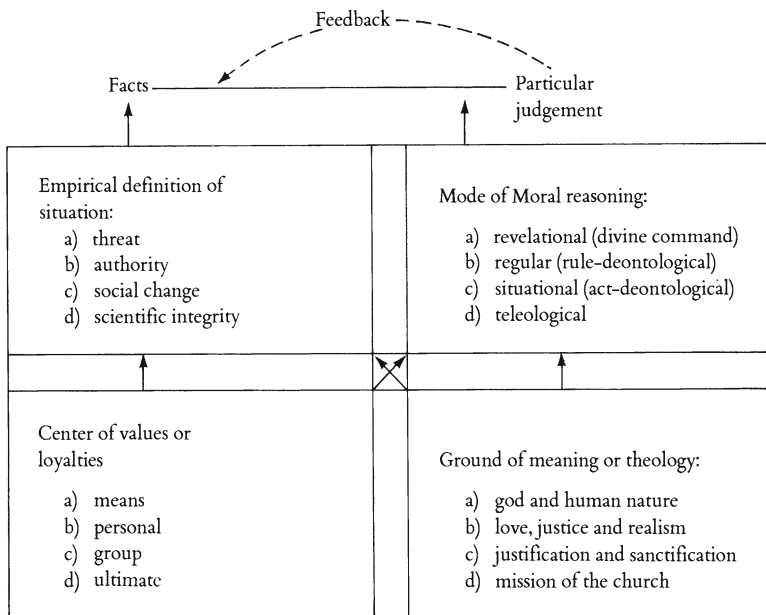 Feedback
Facts
Particular
judgement
Empirical definition of
situation:
a) threat
b) authority
c) social change
d) scientific integrity
Mode of Moral reasoning:
a) revelational (divine command)
b) regular (rule-deontological)
c) situational (act-deontological)
d) teleological
Center of values or
loyalties
a) means
b) personal
c) group
d) ultimate
Ground of meaning or theology:
a) god and human nature
b) love, justice and realism
c) justification and sanctification
d) mission of the church